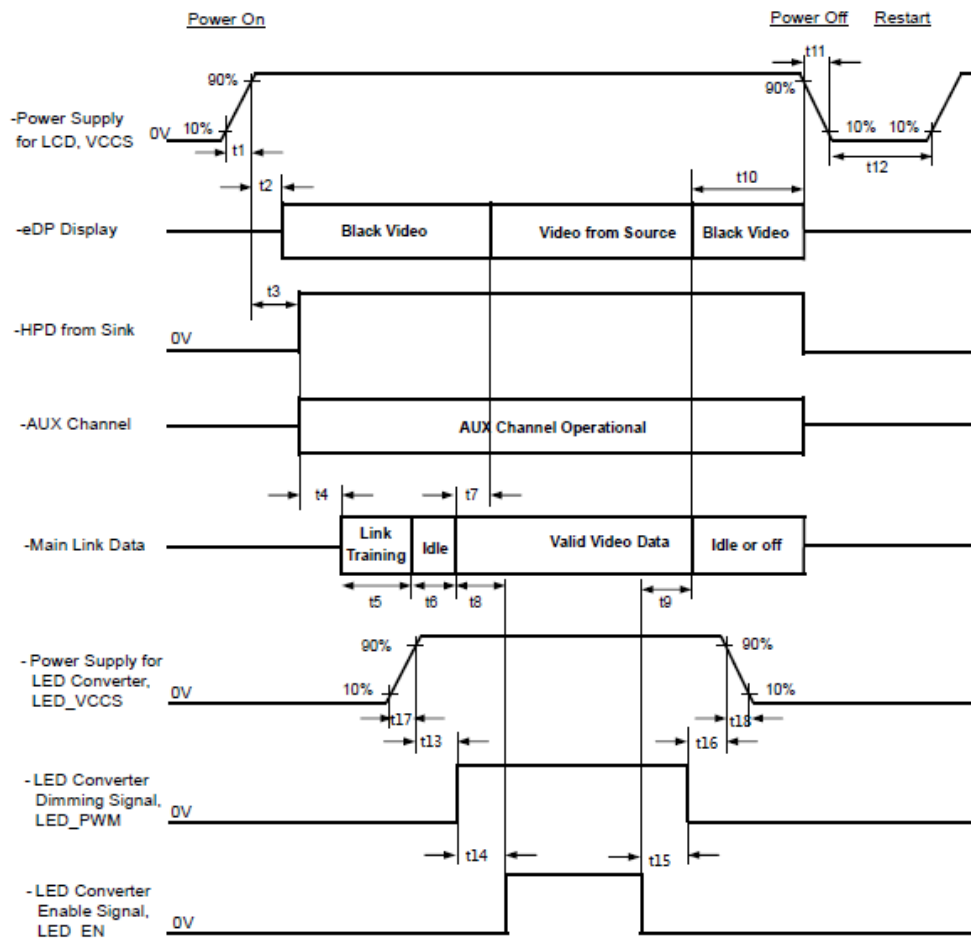 Power On
Power Off Restart
t11
90% 90%
-Power Supply
for LCD, VCCS
0V 10% 10% 10%
t1 t12
t2 t10
-eDP Display Black Video Video from Source Black Video
t3
-HPD from Sink
0V
-AUX Channel AUX Channel Operational
t4 t7
-Main Link Data Link
Training Idle Valid Video Data Idle or off
t5 t6 t8 t9
- Power Supply for
LED Converter,
LED_VCCS
90% 90%
0V 10% 10%
t17 t18
t13 t16
- LED Converter
Dimming Signal,
LED_PWM
0V
t14 t15
- LED Converter
Enable Signal,
LED_EN
0V